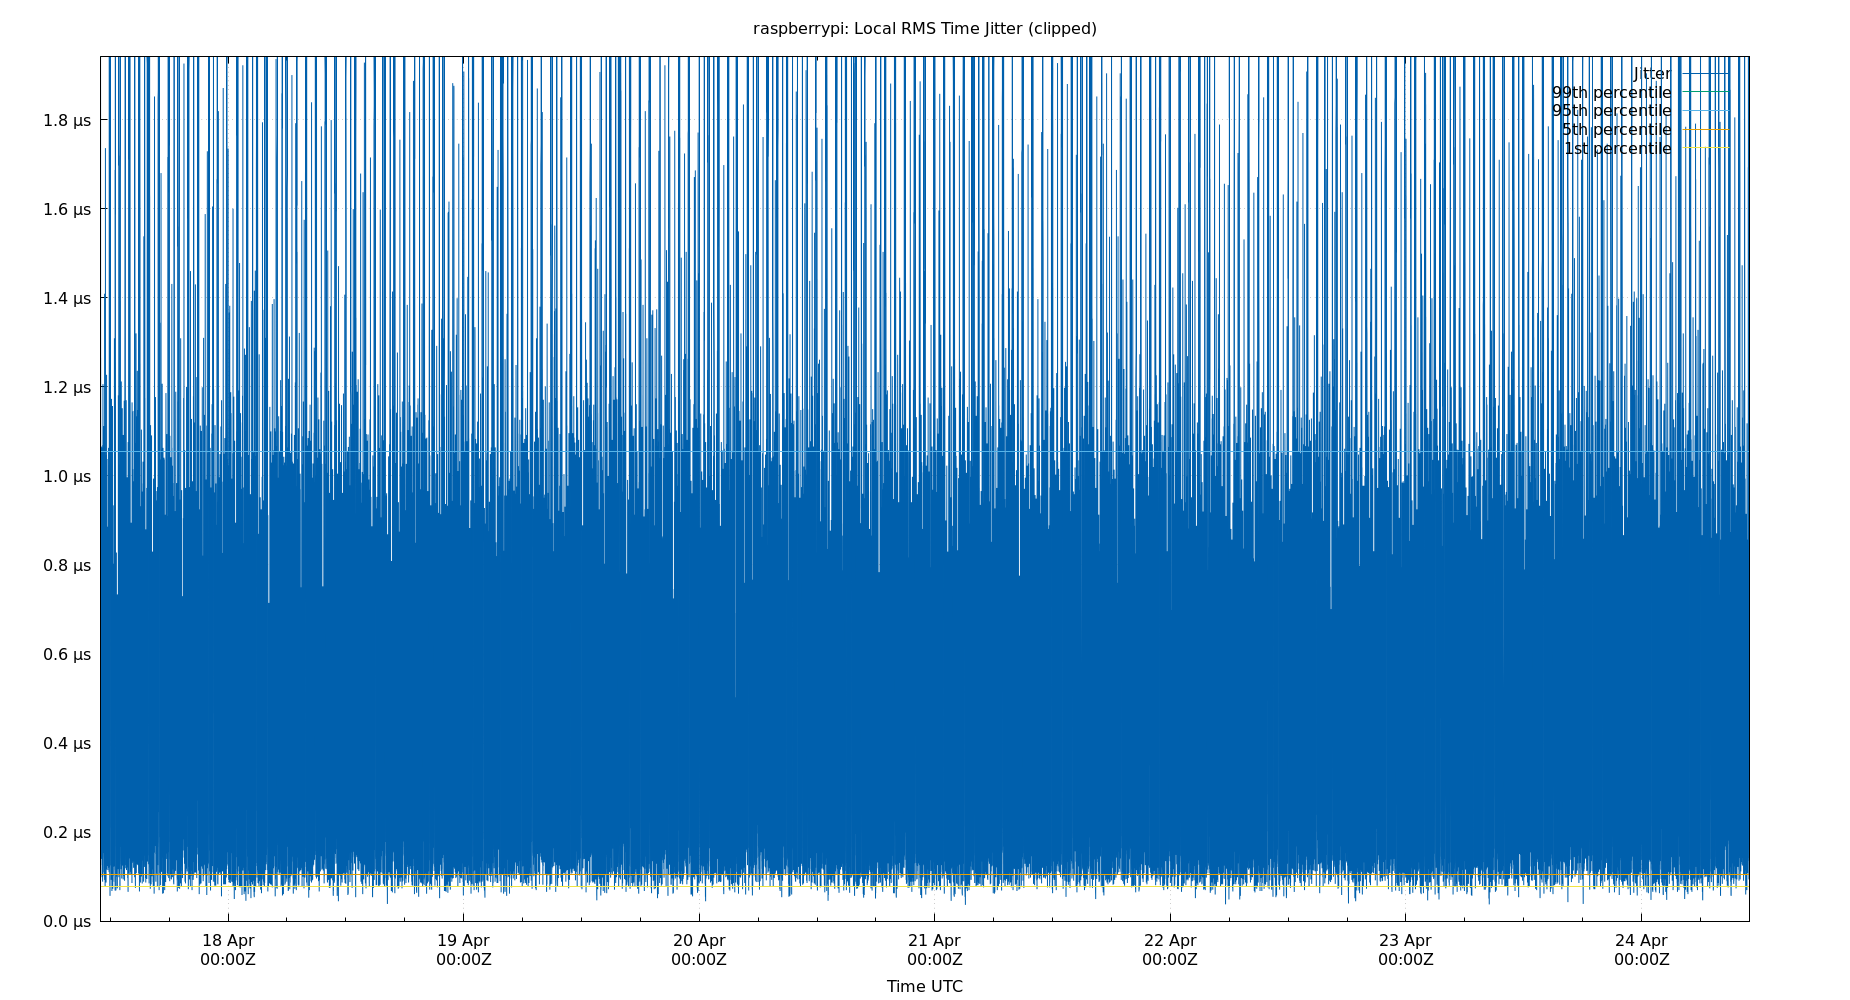 raspberrypi: Local RMS Time Jitter (clipped)
Jitter
99th percentile
95th percentile
5th percentile
1st percentile
1.8 μs
1.6 μs
1.4 μs
1.2 μs
1.0 μs
0.8 μs
0.6 μs
0.4 μs
0.2 μs
0.0 μs
18 Apr 19 Apr 20 Apr 21 Apr 22 Apr 23 Apr 24 Apr
00:00Z 00:00Z 00:00Z 00:00Z 00:00Z 00:00Z 00:00Z
Time UTC